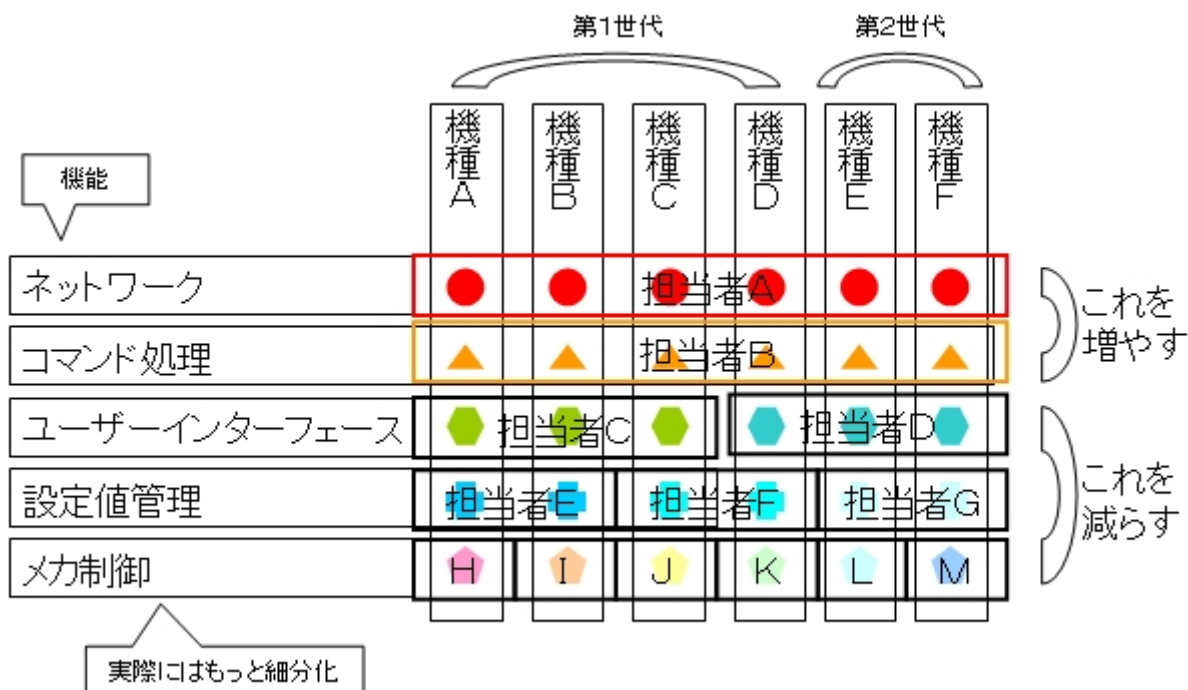 第1世代
第2世代
機種A
機種B
機種C
機種D
機種E
機種F
機能
ネットワーク
担当者A
コマンド処理
担当者B
これを
増やす
ユーザーインターフェース
担当者C
担当者D
設定値管理
担当者E
担当者F
担当者G
これを
減らす
メカ制御
H
I
J
K
L
M
実際にはもっと細分化